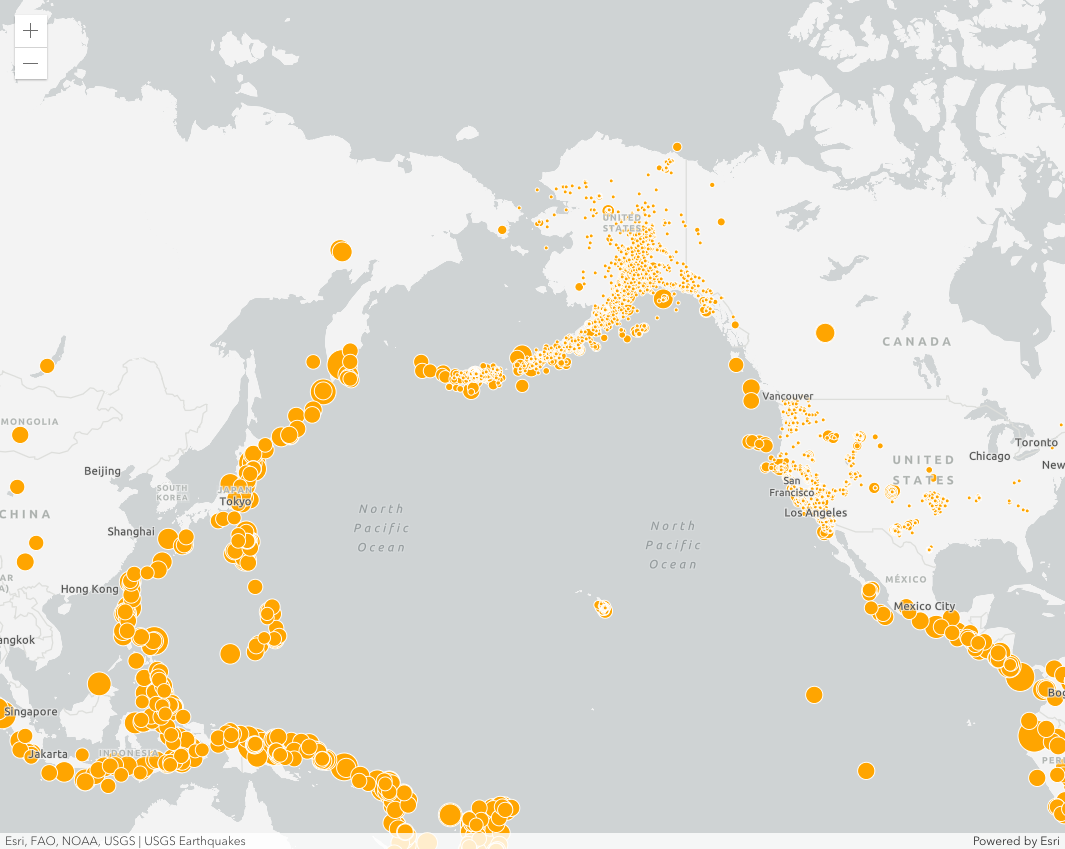 +
−
UNITED
STATES
CANADA
MONGOLIA
Vancouver
Toronto
Chicago
New
UNITED
STATES
Beijing
SOUTH
KOREA
JAPAN
Tokyo
San
Francisco
Los Angeles
CHINA
North
Pacific
Ocean
North
Pacific
Ocean
Shanghai
Hong Kong
MÉXICO
Mexico City
AR
A)
angkok
Singapore
Bog
Jakarta
INDONESIA
PER
Esri, FAO, NOAA, USGS | USGS Earthquakes
Powered by Esri